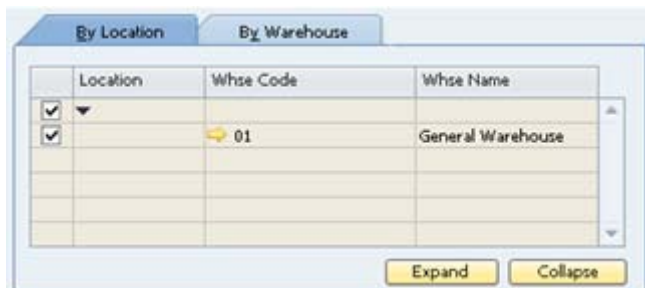 By Location By Warehouse
Location Whse Code Whse Name
01 General Warehouse
Expand Collapse